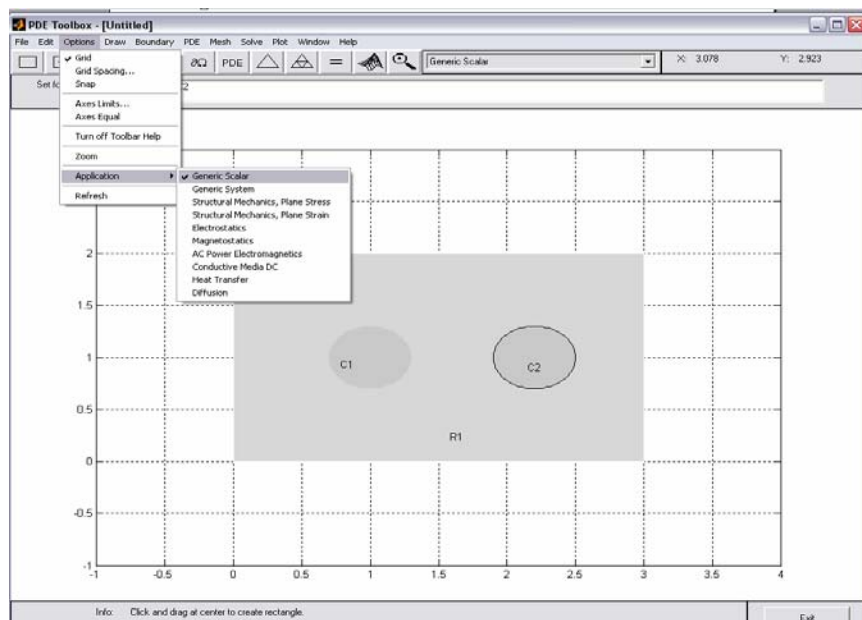 PDE Toolbox - [Untitled]
File Edit Options Draw Boundary PDE Mesh Solve Plot Window Help
∂Ω PDE = Generic Scalar X: 3.078 Y: 2.923
Grid
Grid Spacing...
Snap
Axes Limits...
Axes Equal
Turn off Toolbar Help
Zoom
Application
Refresh
Generic Scalar
Generic System
Structural Mechanics, Plane Stress
Structural Mechanics, Plane Strain
Electrostatics
Magnetostatics
AC Power Electromagnetics
Conductive Media DC
Heat Transfer
Diffusion
2
1.5
1
0.5
0
-0.5
-1
C1
C2
R1
-1 -0.5 0 0.5 1 1.5 2 2.5 3 3.5 4
Info: Click and drag at center to create rectangle.
Exit